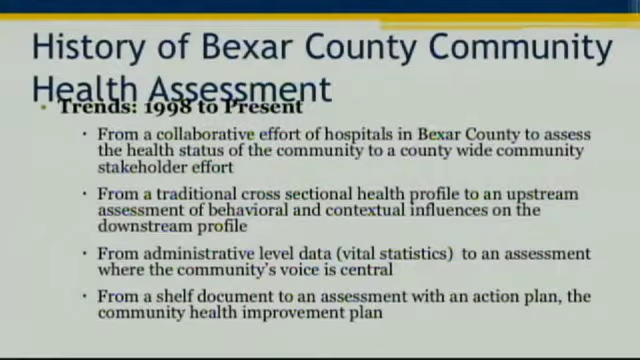 History of Bexar County Community
Health Assessment
• Trends: 1998 to Present
• From a collaborative effort of hospitals in Bexar County to assess
the health status of the community to a county wide community
stakeholder effort
• From a traditional cross sectional health profile to an upstream
assessment of behavioral and contextual influences on the
downstream profile
• From administrative level data (vital statistics) to an assessment
where the community's voice is central
• From a shelf document to an assessment with an action plan, the
community health improvement plan